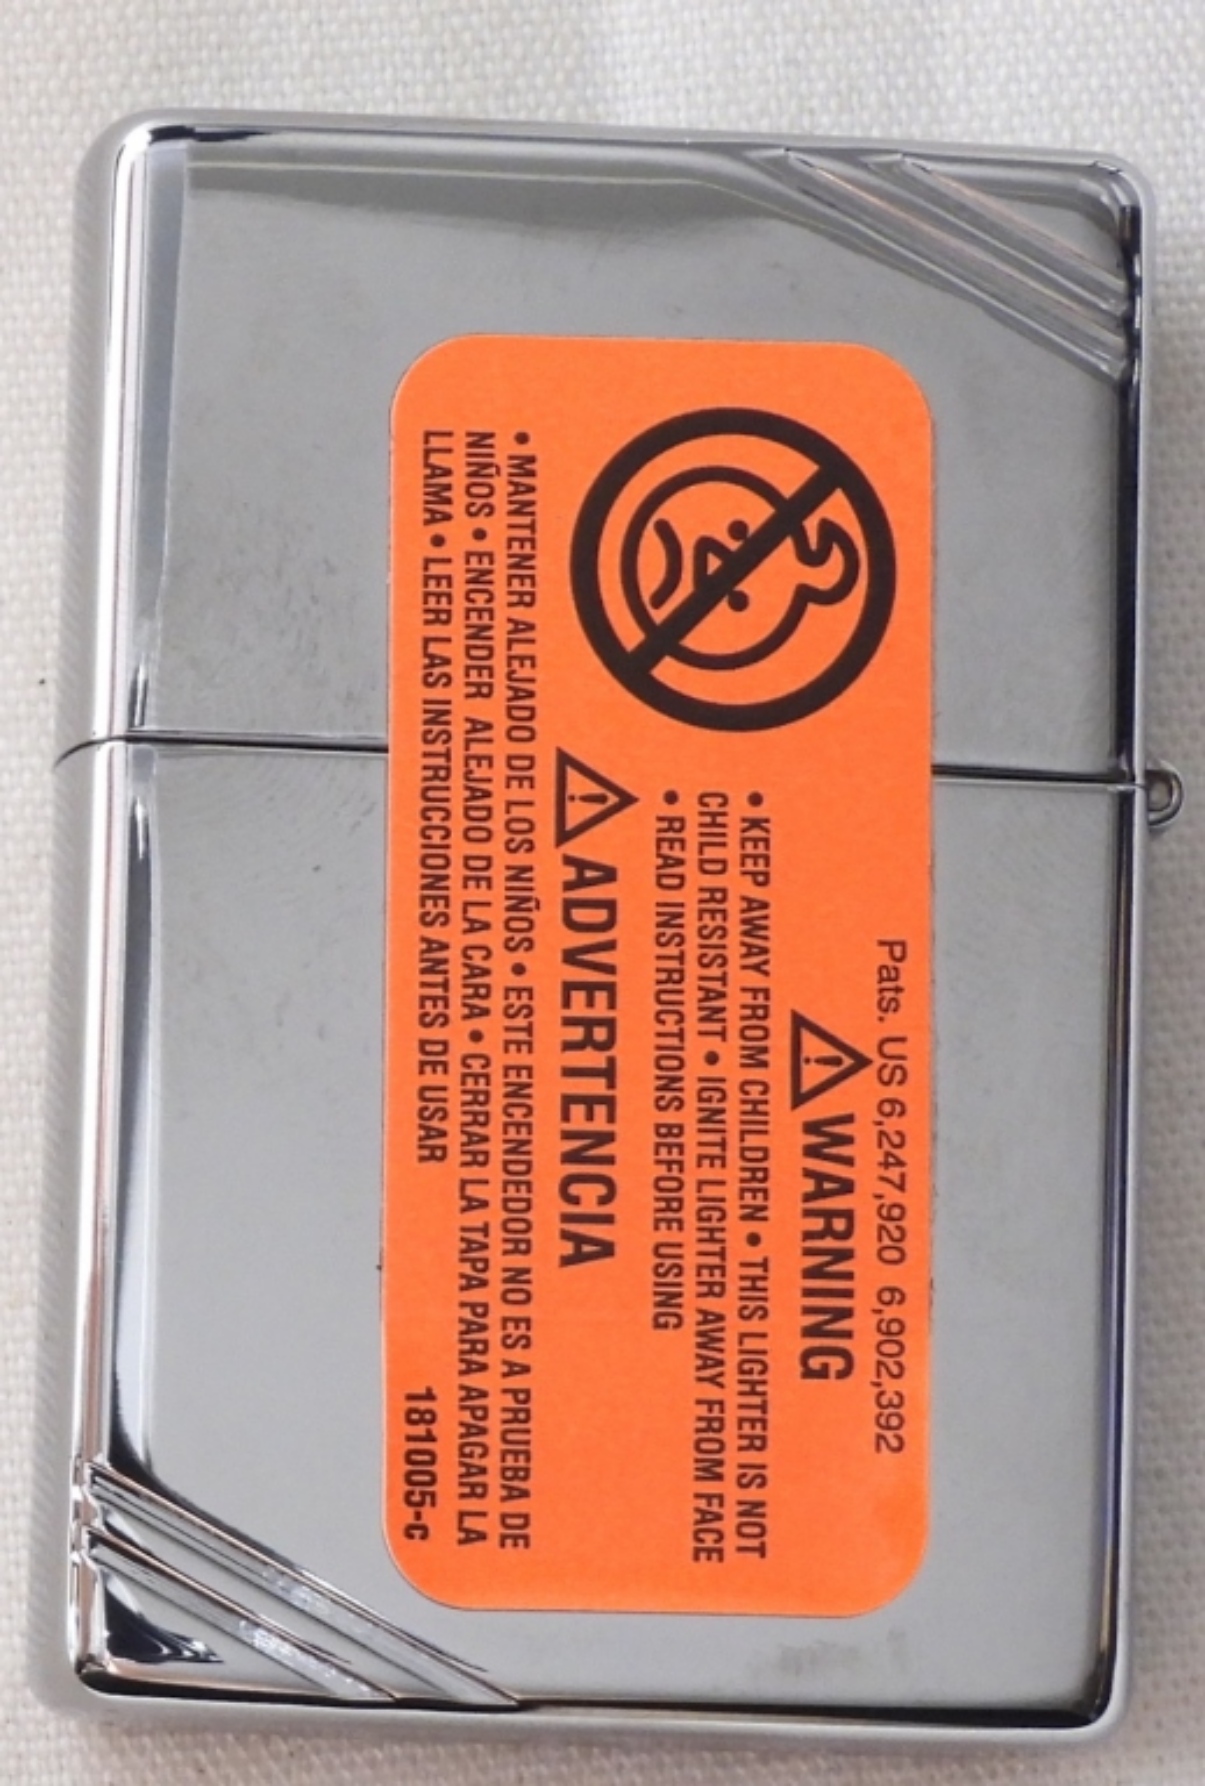 Pats. US 6,247,920 6,902,392
WARNING
• KEEP AWAY FROM CHILDREN • THIS LIGHTER IS NOT
CHILD RESISTANT • IGNITE LIGHTER AWAY FROM FACE
• READ INSTRUCTIONS BEFORE USING
ADVERTENCIA
• MANTENER ALEJADO DE LOS NIÑOS • ESTE ENCENDEDOR NO ES A PRUEBA DE
NIÑOS • ENCENDER ALEJADO DE LA CARA • CERRAR LA TAPA PARA APAGAR LA
LLAMA • LEER LAS INSTRUCCIONES ANTES DE USAR
181005-c